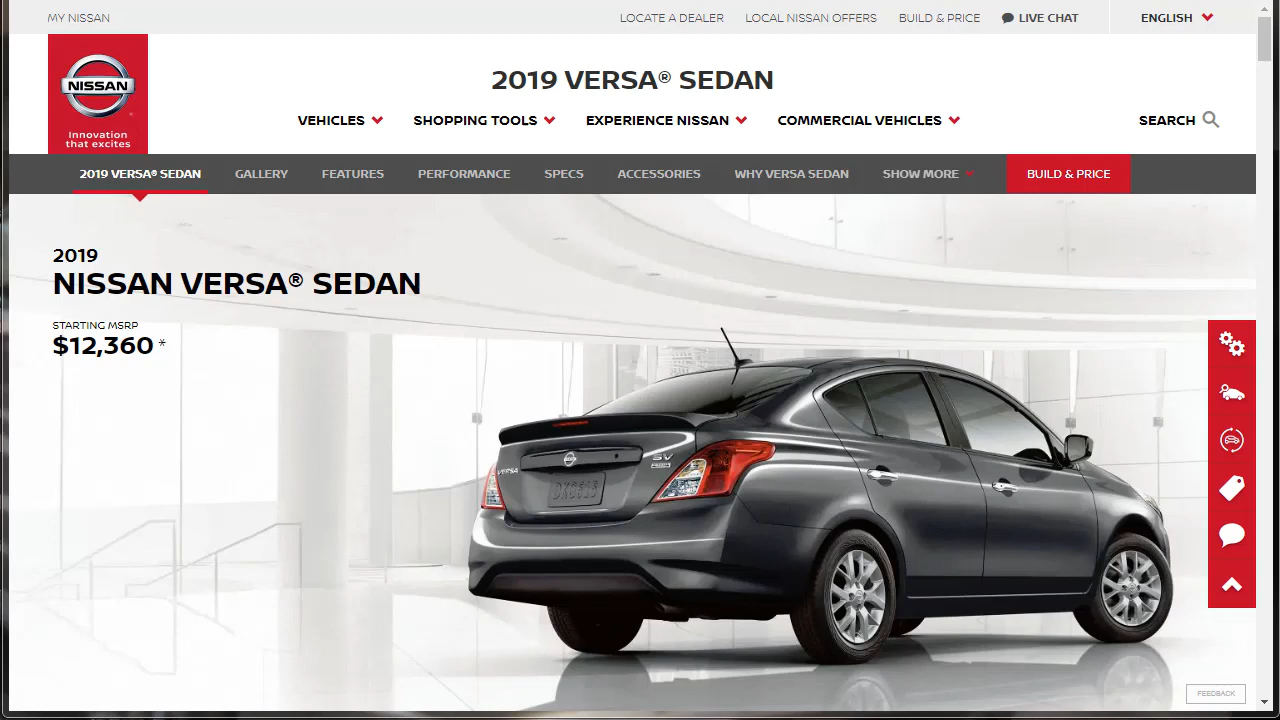 MY NISSAN LOCATE A DEALER LOCAL NISSAN OFFERS BUILD & PRICE LIVE CHAT ENGLISH
NISSAN
Innovation
that excites
2019 VERSA® SEDAN
VEHICLES SHOPPING TOOLS EXPERIENCE NISSAN COMMERCIAL VEHICLES SEARCH
2019 VERSA® SEDAN GALLERY FEATURES PERFORMANCE SPECS ACCESSORIES WHY VERSA SEDAN SHOW MORE BUILD & PRICE
2019
NISSAN VERSA® SEDAN
STARTING MSRP
$12,360 *
VERSA
SV
FEEDBACK